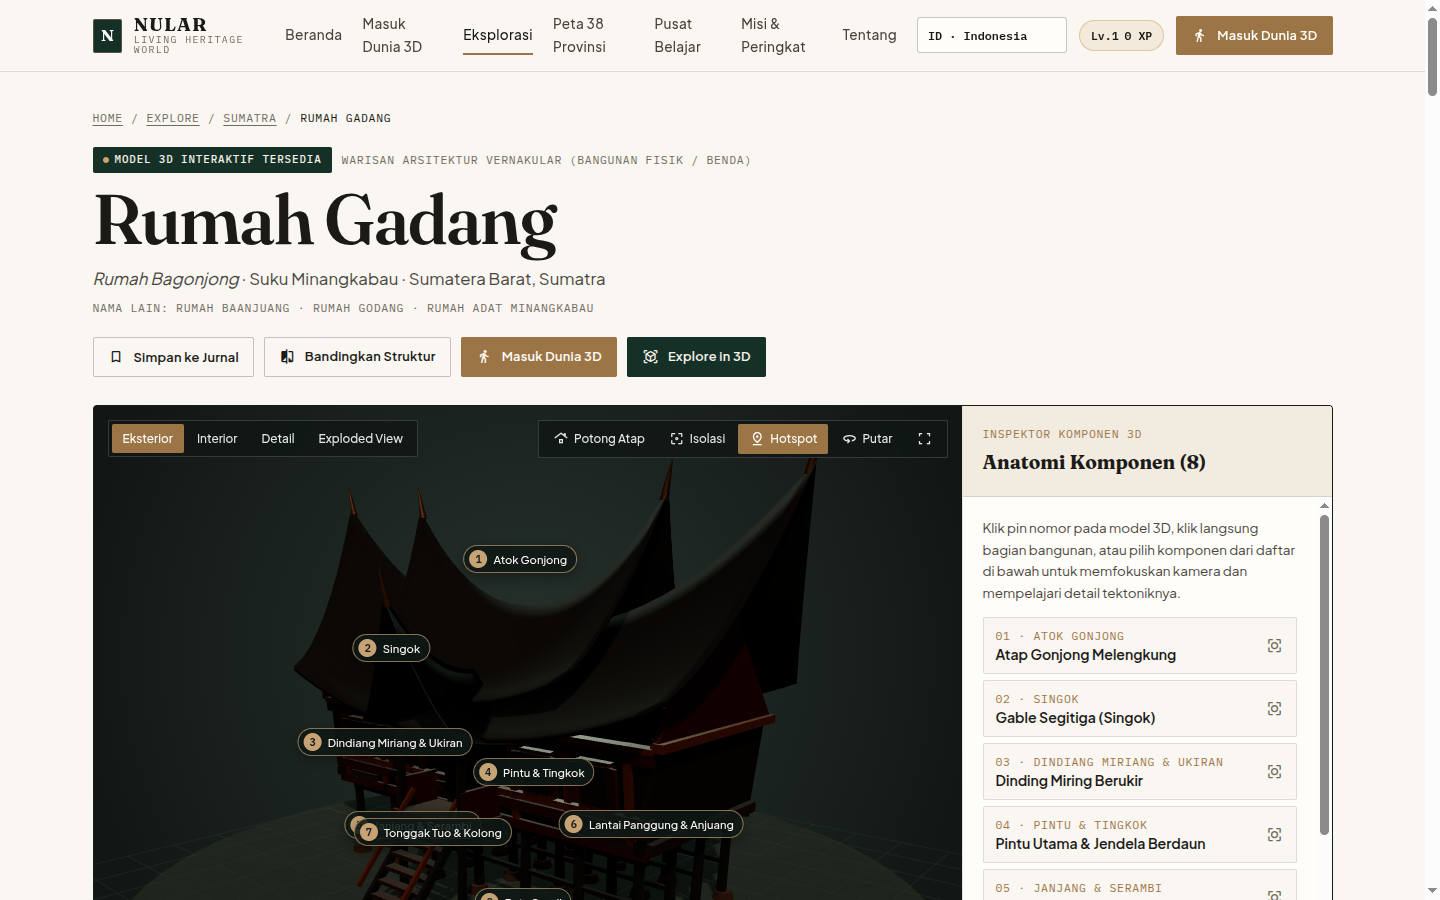 N
NULAR
LIVING HERITAGE
WORLD
Beranda
Masuk
Dunia 3D
Eksplorasi
Peta 38
Provinsi
Pusat
Belajar
Misi &
Peringkat
Tentang
ID · Indonesia
Lv.1 0 XP
Masuk Dunia 3D
HOME / EXPLORE / SUMATRA / RUMAH GADANG
MODEL 3D INTERAKTIF TERSEDIA
WARISAN ARSITEKTUR VERNAKULAR (BANGUNAN FISIK / BENDA)
Rumah Gadang
Rumah Bagonjong · Suku Minangkabau · Sumatera Barat, Sumatra
NAMA LAIN: RUMAH BAANJUANG · RUMAH GODANG · RUMAH ADAT MINANGKABAU
Simpan ke Jurnal
Bandingkan Struktur
Masuk Dunia 3D
Explore in 3D
Eksterior
Interior
Detail
Exploded View
Potong Atap
Isolasi
Hotspot
Putar
1 Atok Gonjong
2 Singok
3 Dindiang Miriang & Ukiran
4 Pintu & Tingkok
7 Tonggak Tuo & Kolong
6 Lantai Panggung & Anjuang
INSPEKTOR KOMPONEN 3D
Anatomi Komponen (8)
Klik pin nomor pada model 3D, klik langsung
bagian bangunan, atau pilih komponen dari daftar
di bawah untuk memfokuskan kamera dan
mempelajari detail tektoniknya.
01 · ATOK GONJONG
Atap Gonjong Melengkung
02 · SINGOK
Gable Segitiga (Singok)
03 · DINDIANG MIRIANG & UKIRAN
Dinding Miring Berukir
04 · PINTU & TINGKOK
Pintu Utama & Jendela Berdaun
05 · JANJANG & SERAMBI